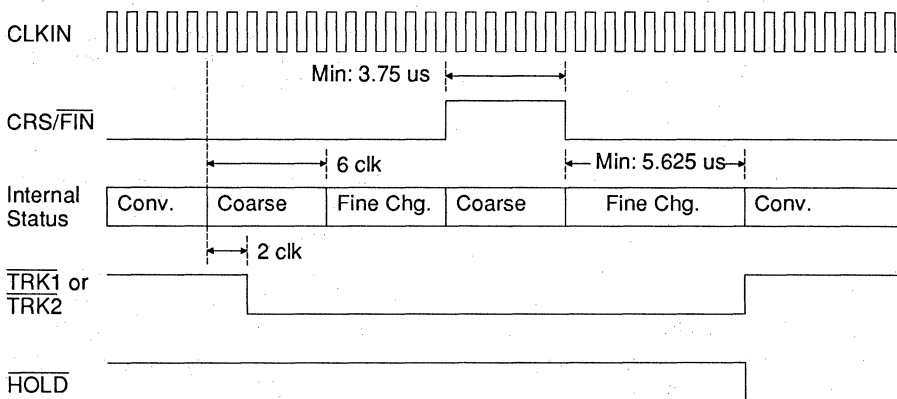 CLKIN
Min: 3.75 us
CRS/FIN
6 clk
Min: 5.625 us
Internal Status
Conv.
Coarse
Fine Chg.
Coarse
Fine Chg.
Conv.
2 clk
TRK1 or
TRK2
HOLD